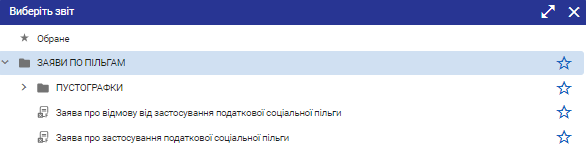 Виберіть звіт
Обране
ЗАЯВИ ПО ПІЛЬГАМ
ПУСТОГРАФКИ
Заява про відмову від застосування податкової соціальної пільги
Заява про застосування податкової соціальної пільги